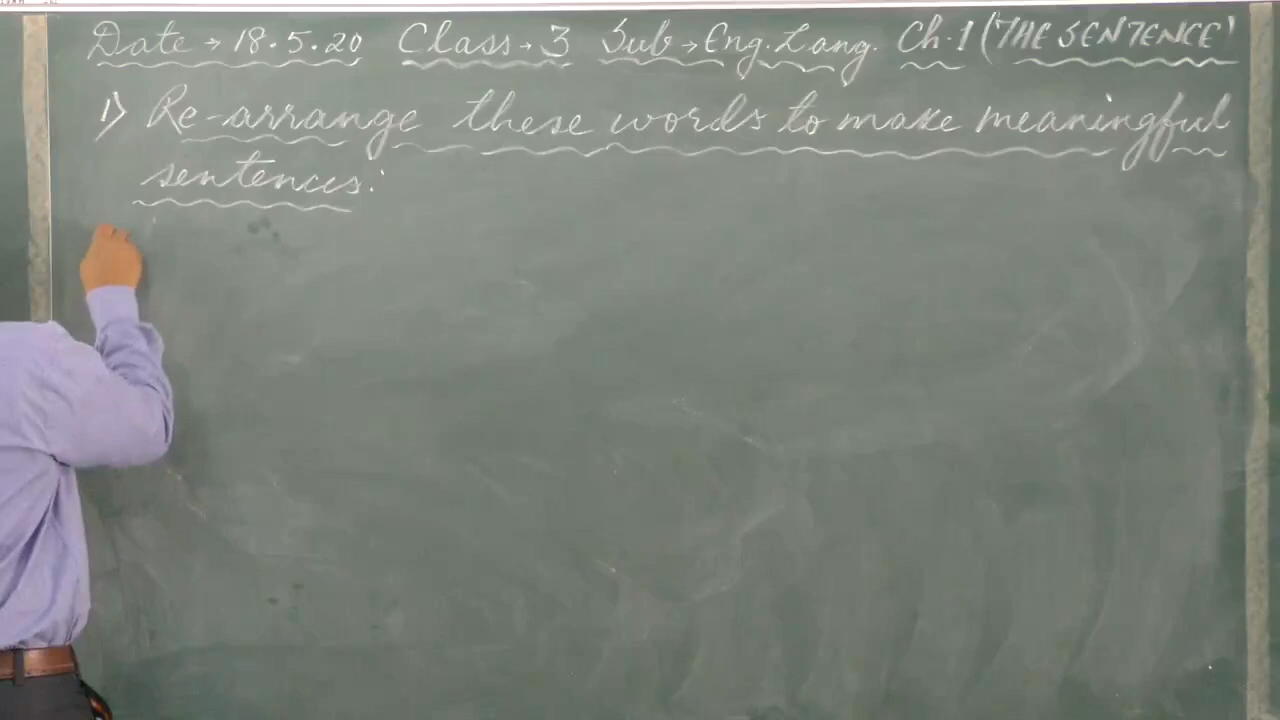 Date → 18.5.20 Class → 3 Sub → Eng. Lang. Ch.1 (THE SENTENCE)
1) Re-arrange these words to make meaningful
sentences: